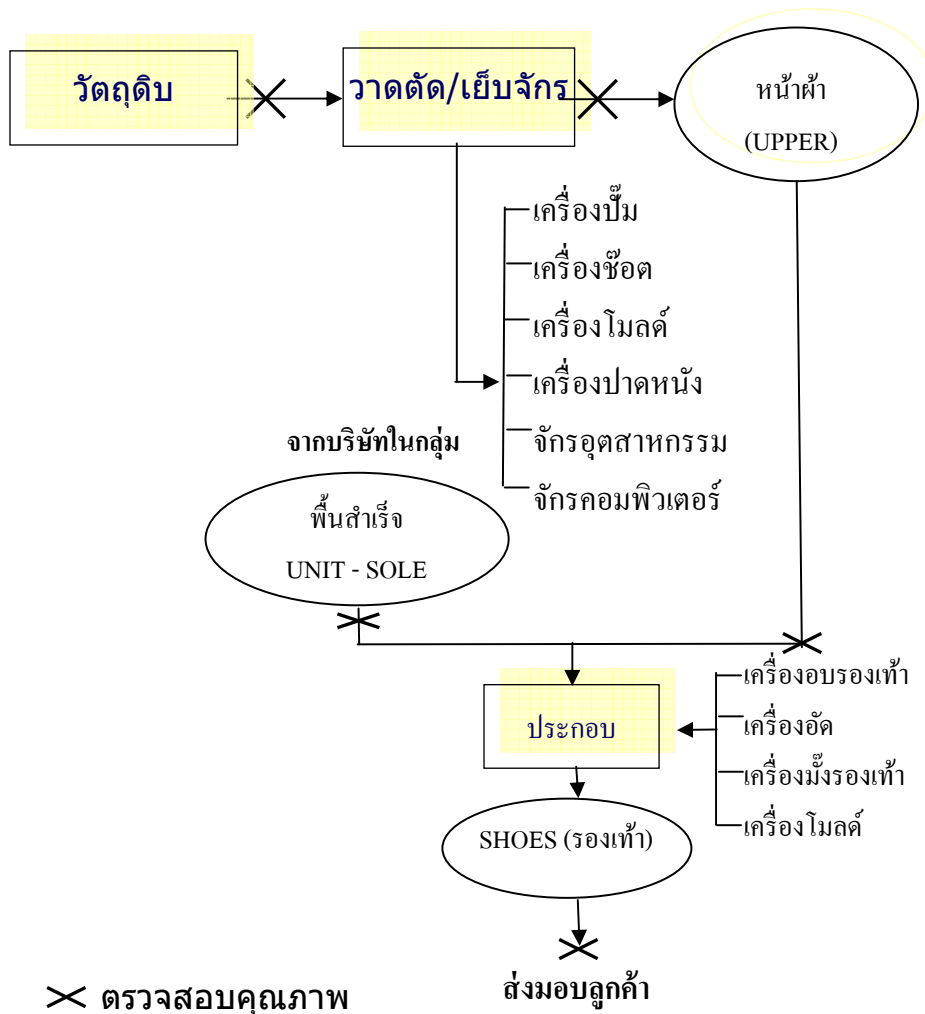 วัตถุดิบ
วาดตัด/เย็บจักร
หน้าผ้า
(UPPER)
เครื่องปั๊ม
เครื่องช๊อต
เครื่องโมลด์
เครื่องปาดหนัง
จักรอุตสาหกรรม
จักรคอมพิวเตอร์
จากบริษัทในกลุ่ม
พื้นสำเร็จ
UNIT - SOLE
ประกอบ
เครื่องอบรองเท้า
เครื่องอัด
เครื่องมั๊งรองเท้า
เครื่องโมลด์
SHOES (รองเท้า)
ส่งมอบลูกค้า
ตรวจสอบคุณภาพ